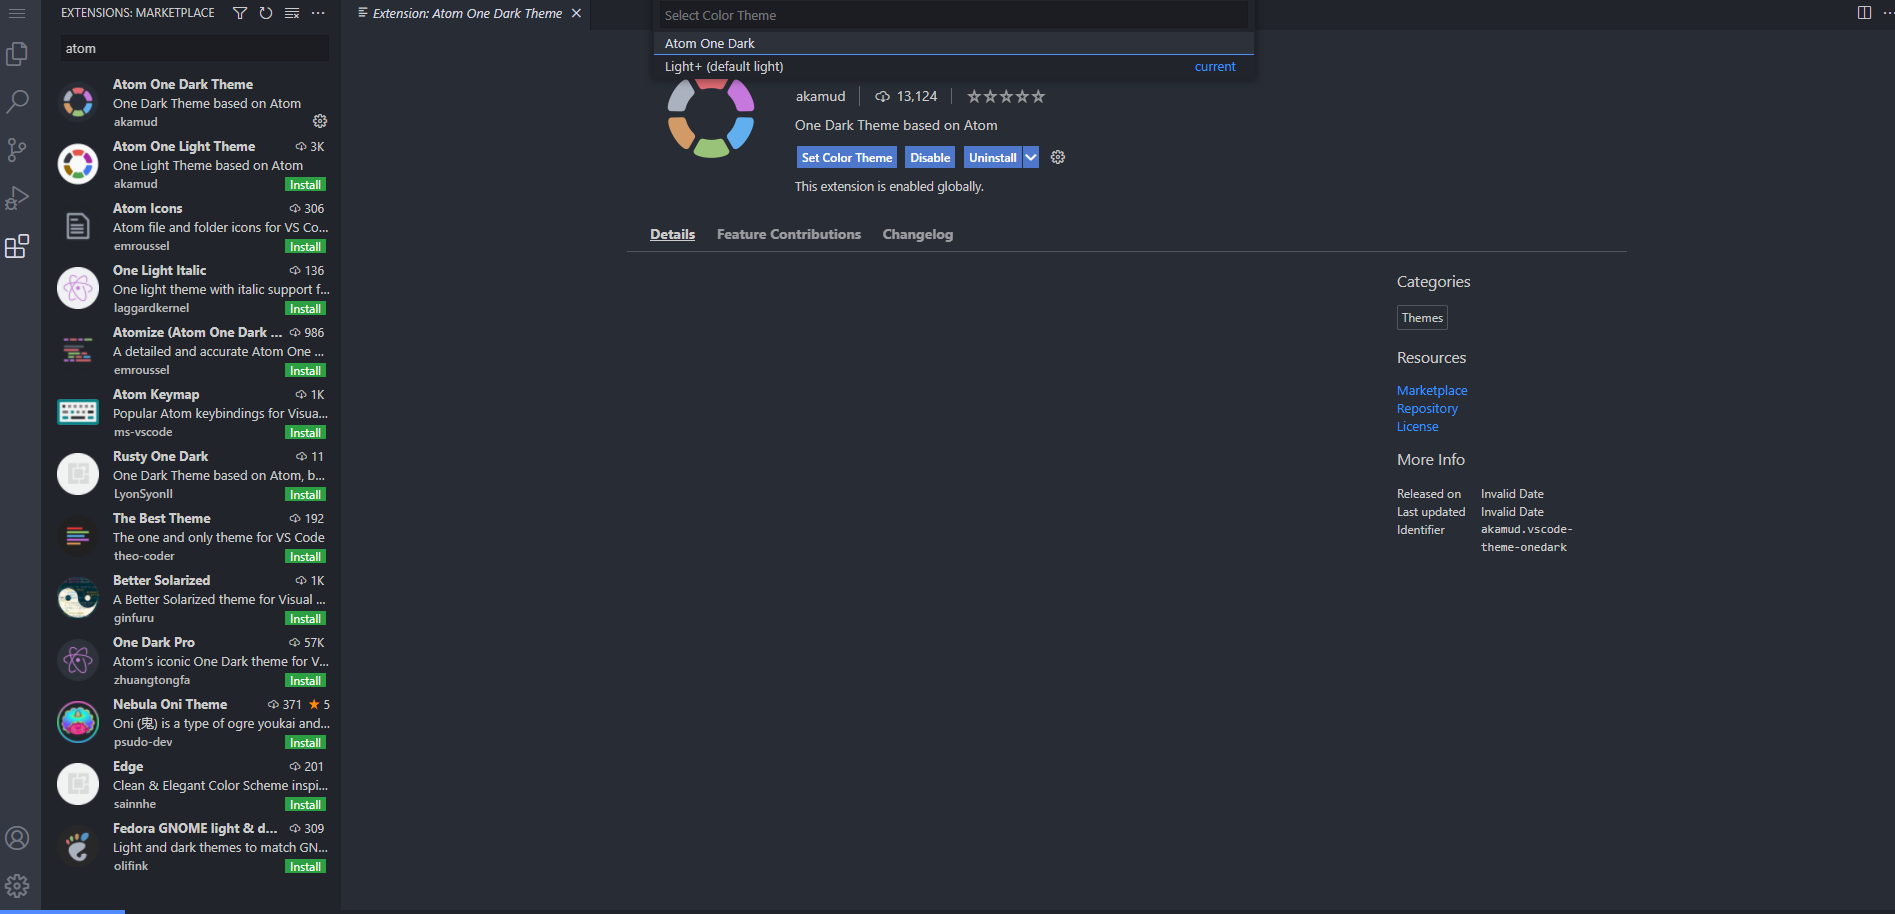 EXTENSIONS: MARKETPLACE
atom
Atom One Dark Theme
One Dark Theme based on Atom
akamud
Atom One Light Theme 3K
One Light Theme based on Atom
akamud Install
Atom Icons 306
Atom file and folder icons for VS Co...
emroussel Install
One Light Italic 136
One light theme with italic support f...
laggardkernel Install
Atomize (Atom One Dark ... 986
A detailed and accurate Atom One ...
emroussel Install
Atom Keymap 1K
Popular Atom keybindings for Visua...
ms-vscode Install
Rusty One Dark 11
One Dark Theme based on Atom, b...
LyonSyonII Install
The Best Theme 192
The one and only theme for VS Code
theo-coder Install
Better Solarized 1K
A Better Solarized theme for Visual ...
ginfuru Install
One Dark Pro 57K
Atom's iconic One Dark theme for V...
zhuangtongfa Install
Nebula Oni Theme 371 ★ 5
Oni (鬼) is a type of ogre youkai and...
psudo-dev Install
Edge 201
Clean & Elegant Color Scheme inspi...
sainnhe Install
Fedora GNOME light & d... 309
Light and dark themes to match GN...
olifink Install
Extension: Atom One Dark Theme
Select Color Theme
Atom One Dark
Light+ (default light) current
akamud 13,124
One Dark Theme based on Atom
Set Color Theme Disable Uninstall
This extension is enabled globally.
Details Feature Contributions Changelog
Categories
Themes
Resources
Marketplace
Repository
License
More Info
Released on Invalid Date
Last updated Invalid Date
Identifier akamud.vscode-
theme-onedark